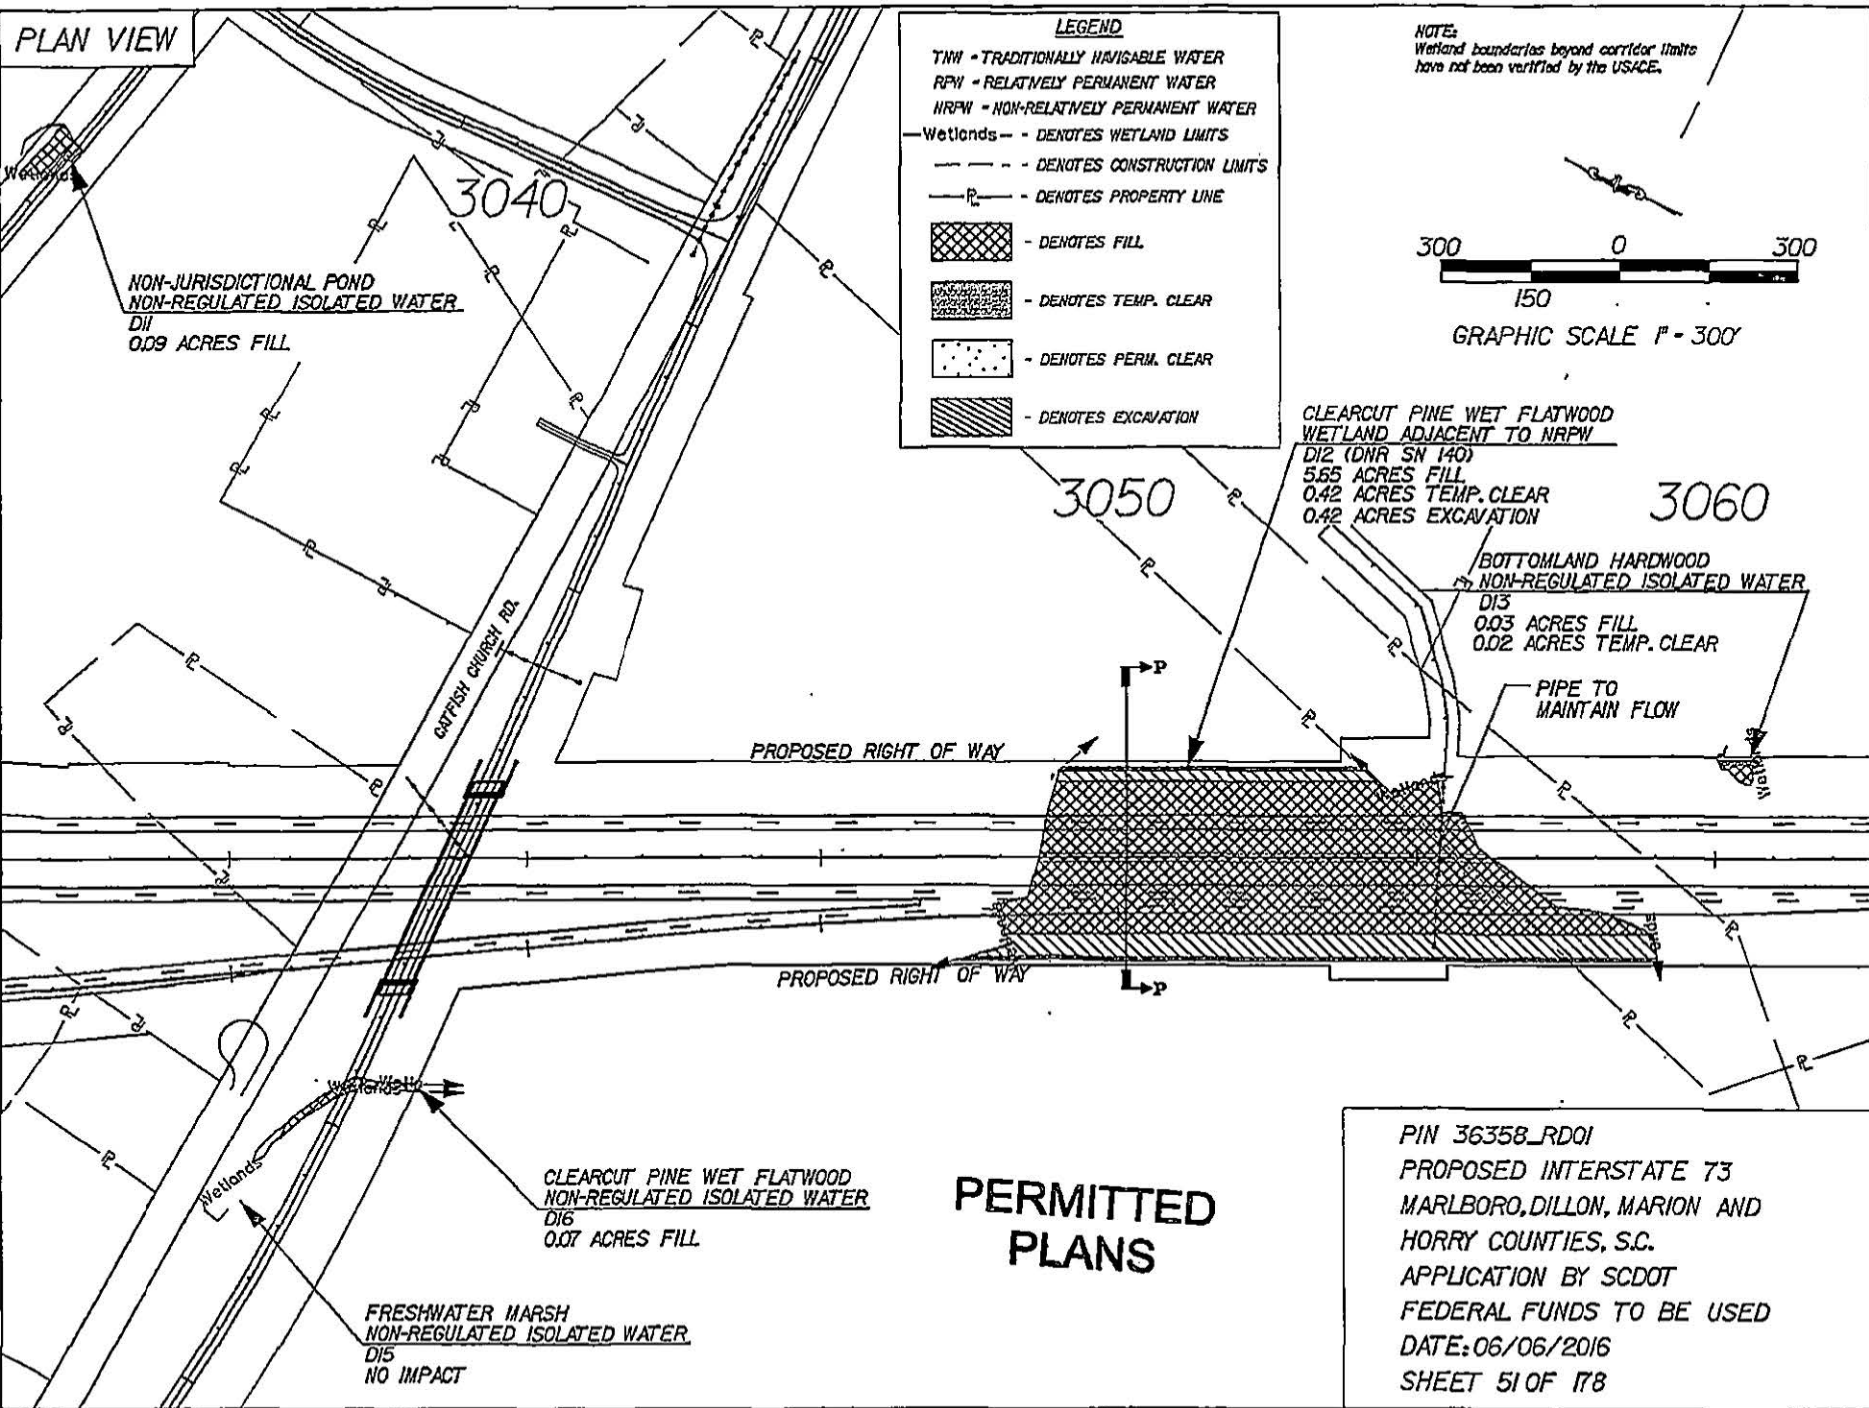 PLAN VIEW
LEGEND
TNW - TRADITIONALLY NAVIGABLE WATER
RPW - RELATIVELY PERMANENT WATER
NRPW - NON-RELATIVELY PERMANENT WATER
Wetlands - DENOTES WETLAND LIMITS
- DENOTES CONSTRUCTION LIMITS
PL - DENOTES PROPERTY LINE
- DENOTES FILL
- DENOTES TEMP. CLEAR
- DENOTES PERM. CLEAR
- DENOTES EXCAVATION
NOTE:
Wetland boundaries beyond corridor limits
have not been verified by the USACE.
300 0 300
150
GRAPHIC SCALE 1" = 300'
3040
Wetlands
NON-JURISDICTIONAL POND
NON-REGULATED ISOLATED WATER
D11
0.09 ACRES FILL
CLEARCUT PINE WET FLATWOOD
WETLAND ADJACENT TO NRPW
D12 (DNR SN 140)
5.65 ACRES FILL
0.42 ACRES TEMP. CLEAR
0.42 ACRES EXCAVATION
3050
3060
BOTTOMLAND HARDWOOD
NON-REGULATED ISOLATED WATER
D13
0.03 ACRES FILL
0.02 ACRES TEMP. CLEAR
CATFISH CHURCH RD.
P
PIPE TO
MAINTAIN FLOW
PROPOSED RIGHT OF WAY
Wetlands
PROPOSED RIGHT OF WAY
P
Wetlands
Wetlands
CLEARCUT PINE WET FLATWOOD
NON-REGULATED ISOLATED WATER
D16
0.07 ACRES FILL
FRESHWATER MARSH
NON-REGULATED ISOLATED WATER
D15
NO IMPACT
PERMITTED
PLANS
PIN 36358_RD01
PROPOSED INTERSTATE 73
MARLBORO, DILLON, MARION AND
HORRY COUNTIES, S.C.
APPLICATION BY SCDOT
FEDERAL FUNDS TO BE USED
DATE: 06/06/2016
SHEET 51 OF 178